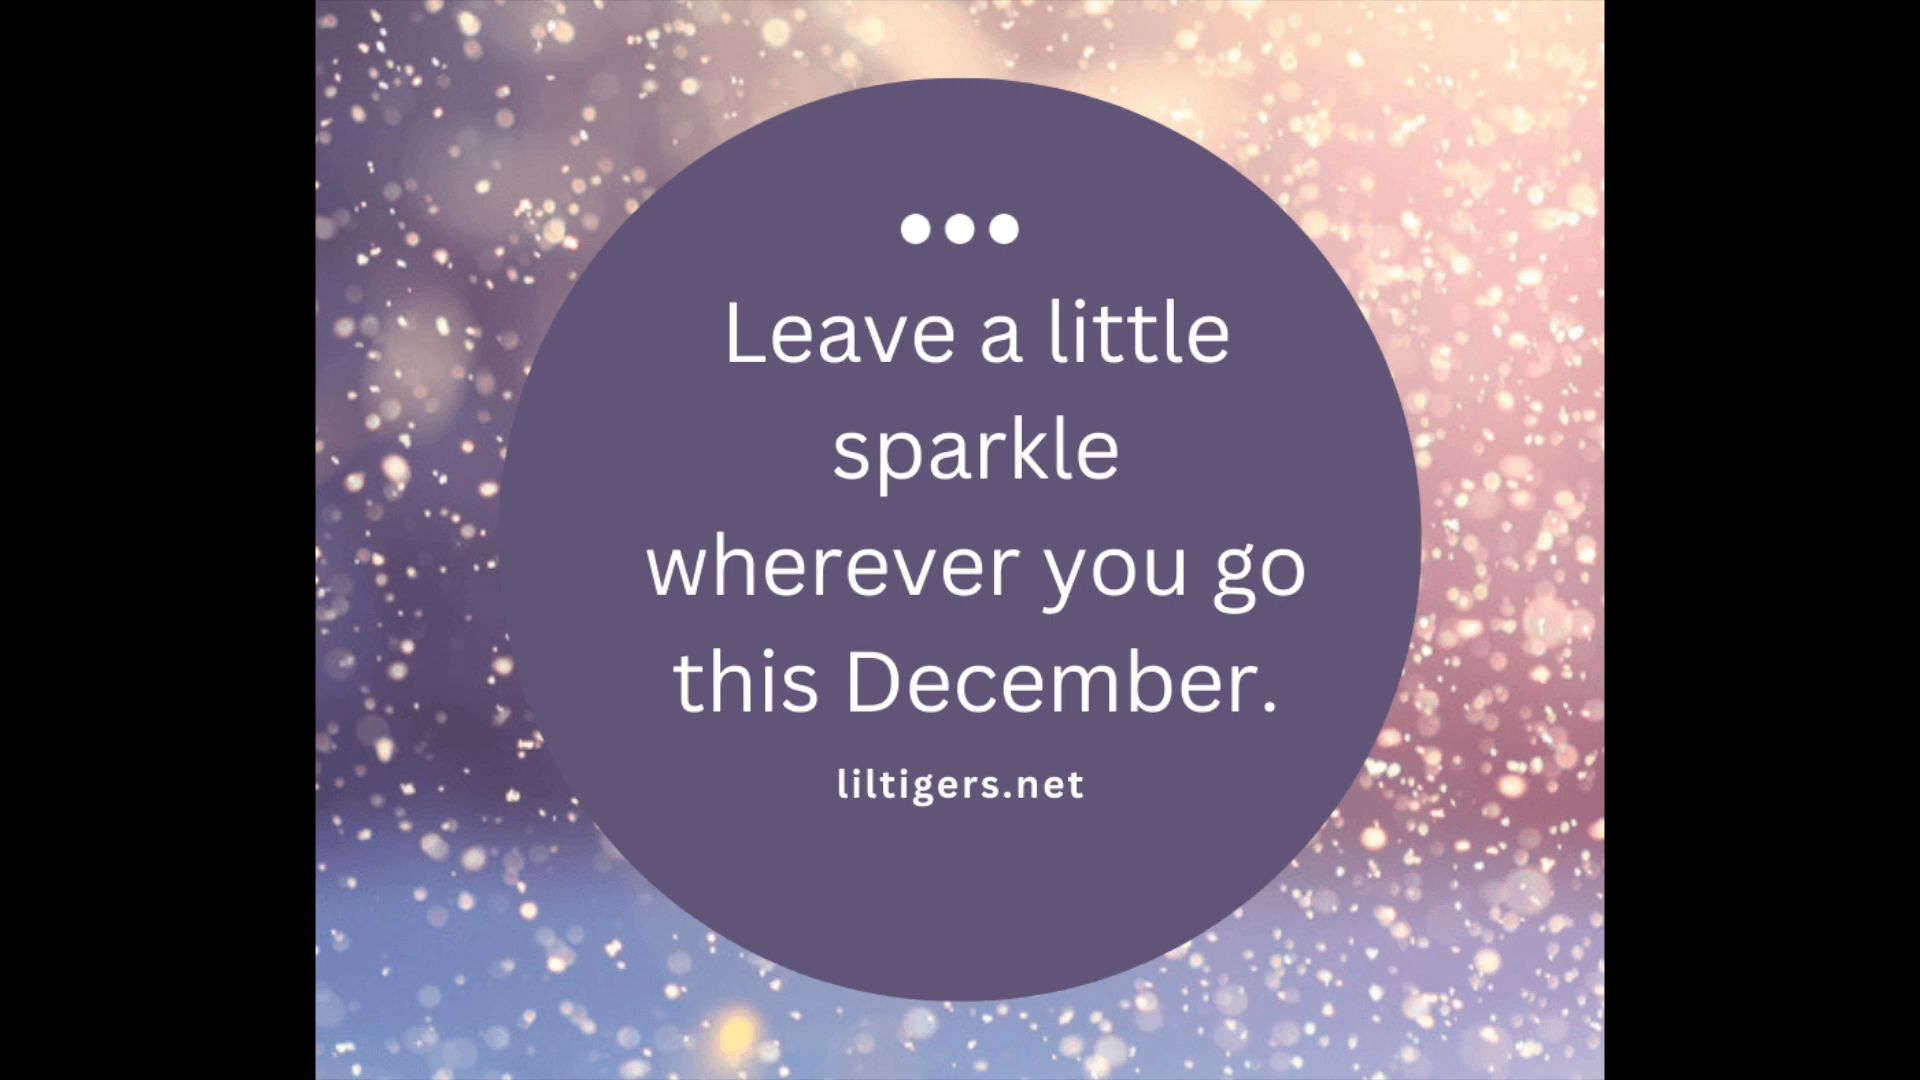 Leave a little
sparkle
wherever you go
this December.
liltigers.net